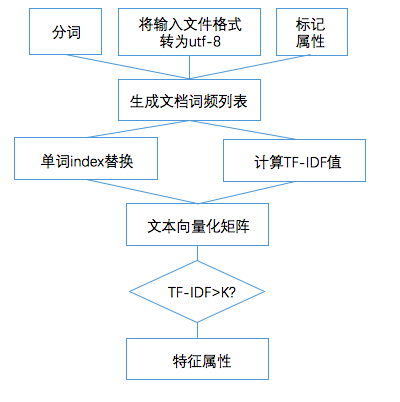 分词
将输入文件格式
转为utf-8
标记
属性
生成文档词频列表
单词index替换
计算TF-IDF值
文本向量化矩阵
TF-IDF>K?
特征属性